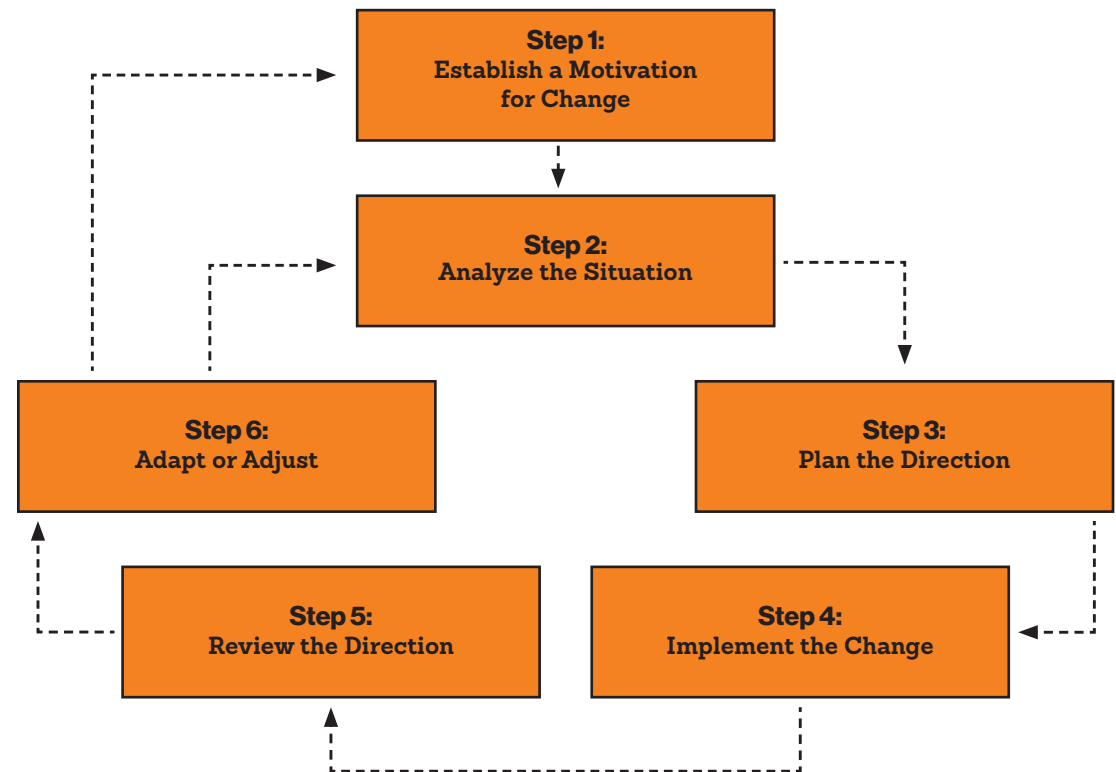 Step 1:
Establish a Motivation
for Change
Step 2:
Analyze the Situation
Step 3:
Plan the Direction
Step 4:
Implement the Change
Step 5:
Review the Direction
Step 6:
Adapt or Adjust